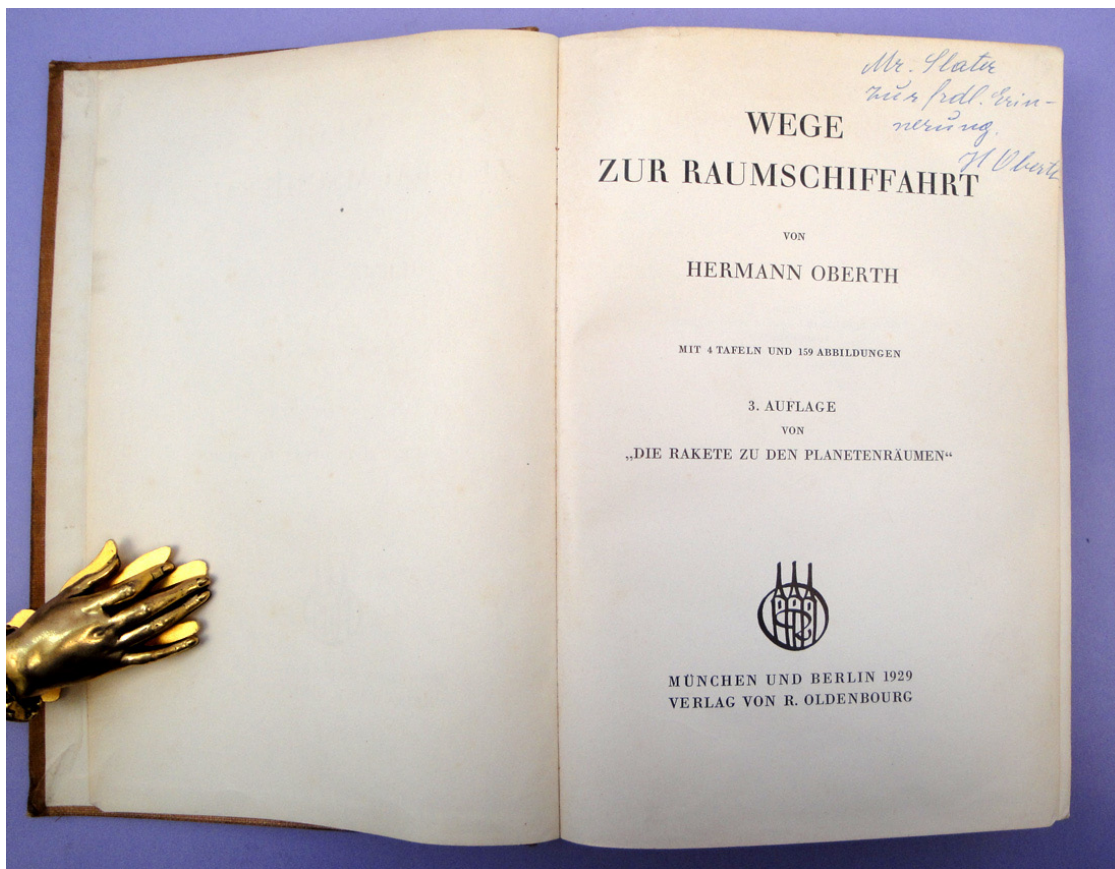 Mr. Slater
zur frdl. Erin-
nerung.
H Oberth
WEGE
ZUR RAUMSCHIFFAHRT
VON
HERMANN OBERTH
MIT 4 TAFELN UND 159 ABBILDUNGEN
3. AUFLAGE
VON
„DIE RAKETE ZU DEN PLANETENRÄUMEN“
MÜNCHEN UND BERLIN 1929
VERLAG VON R. OLDENBOURG